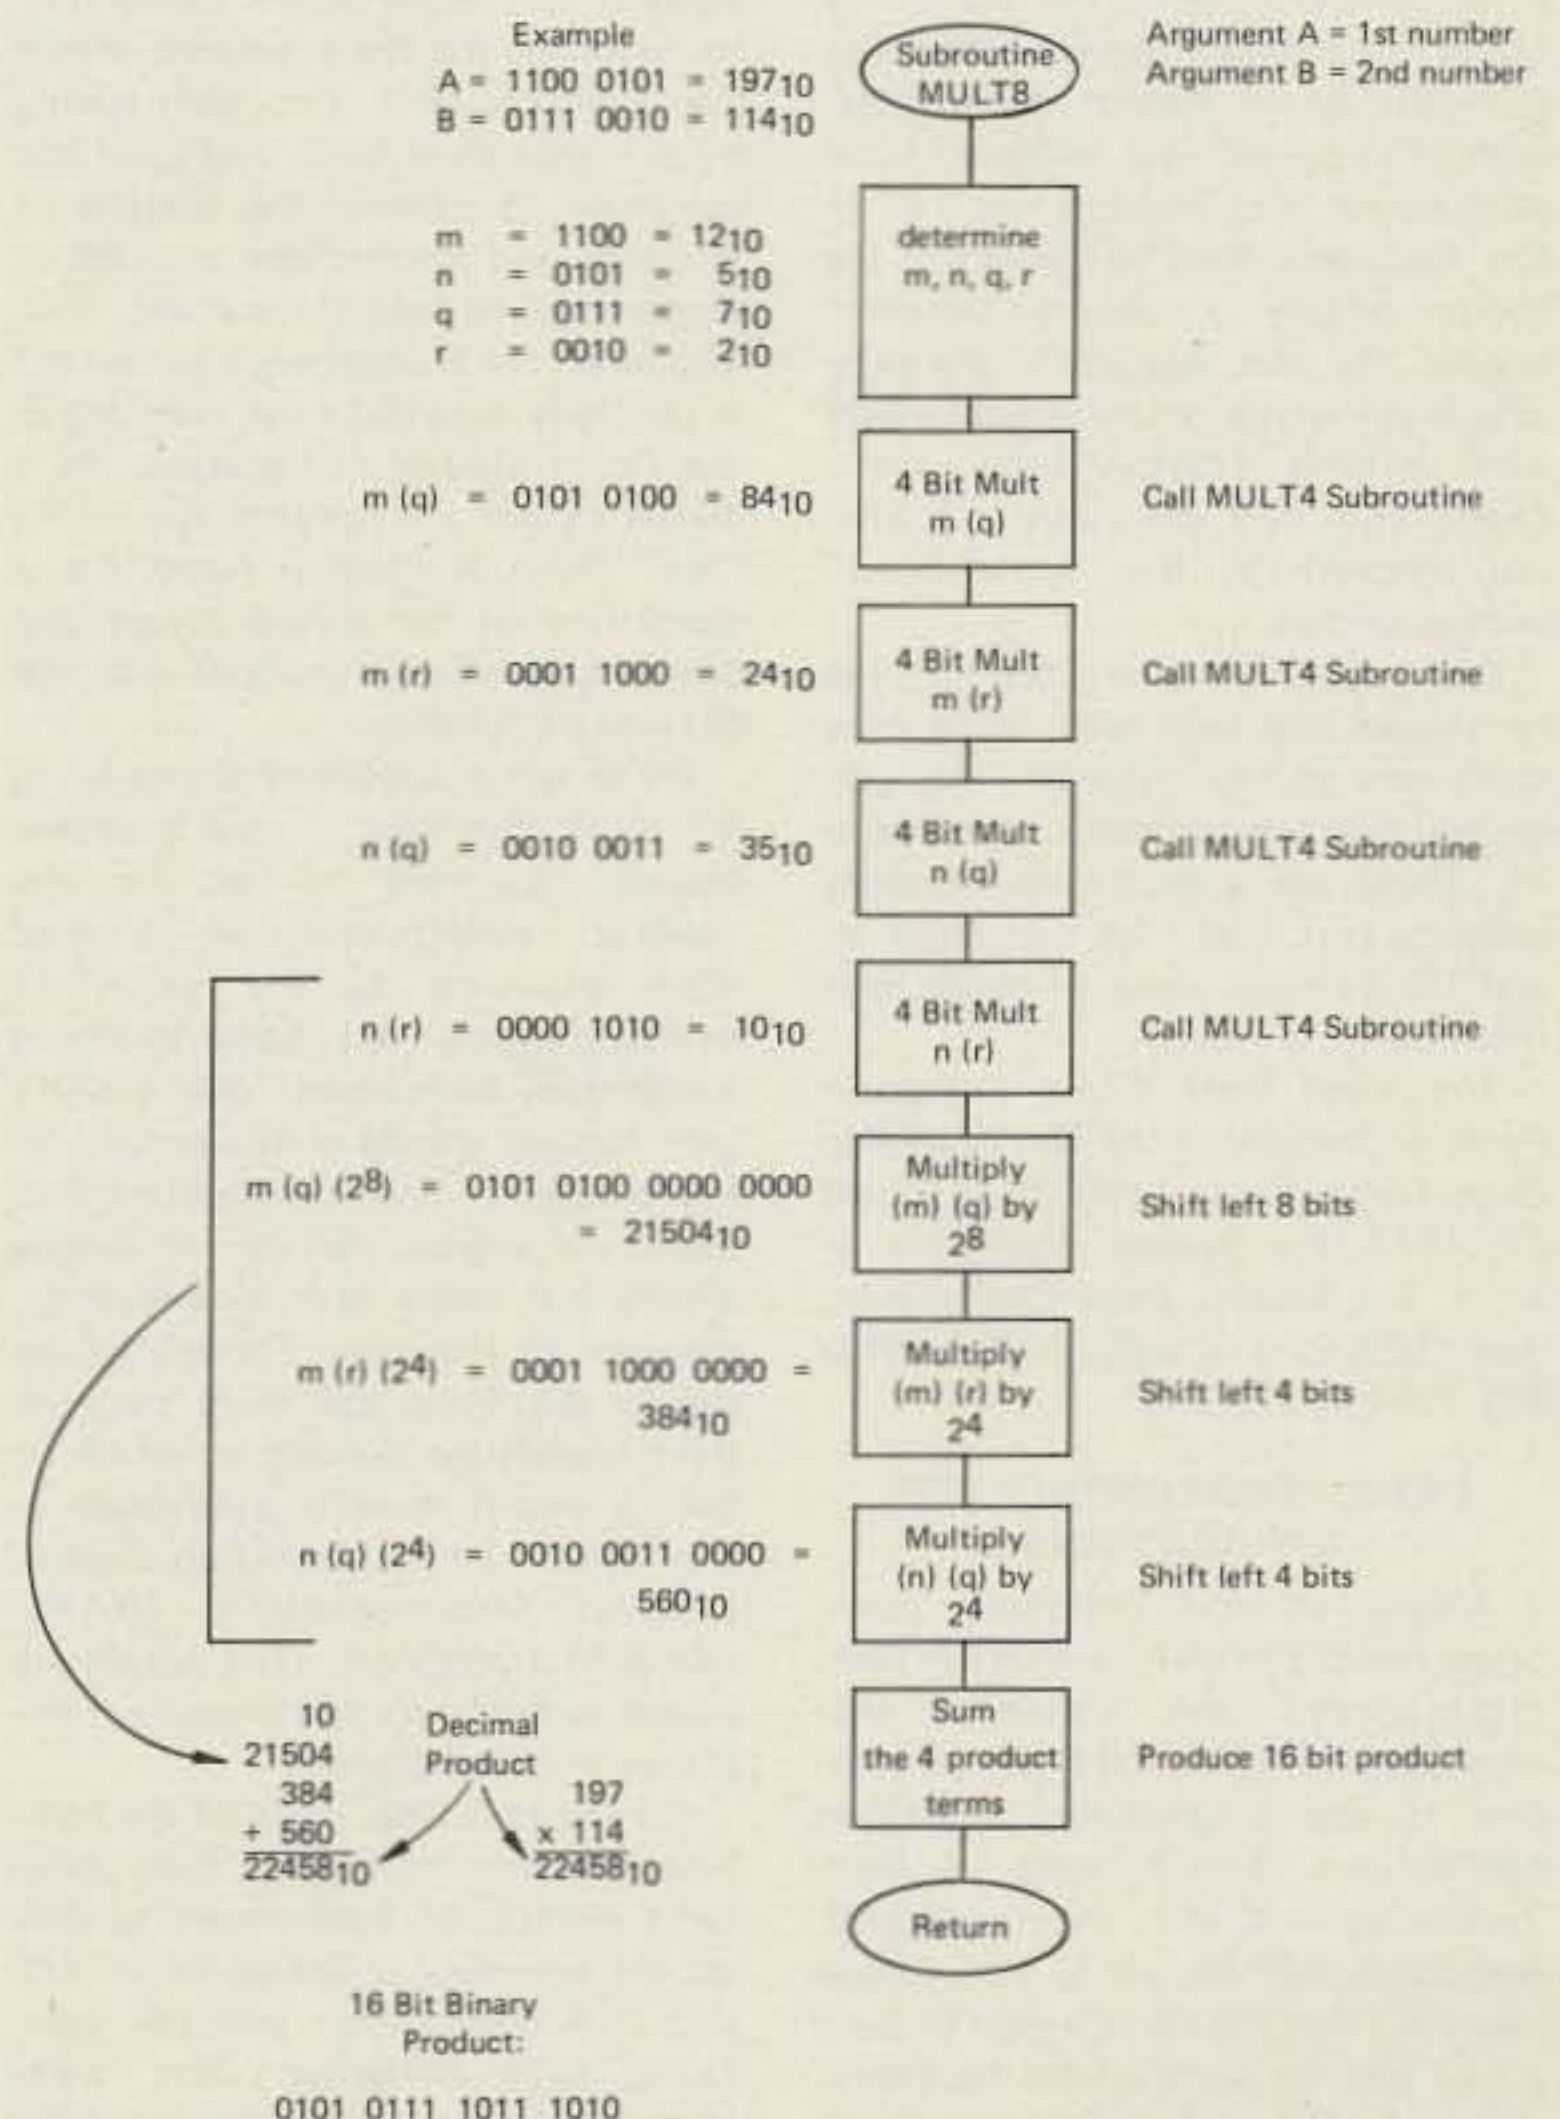 Example
A = 1100 0101 = 197₁₀
B = 0111 0010 = 114₁₀
Subroutine
MULT8
Argument A = 1st number
Argument B = 2nd number
m = 1100 = 12₁₀
n = 0101 = 5₁₀
q = 0111 = 7₁₀
r = 0010 = 2₁₀
determine
m, n, q, r
m (q) = 0101 0100 = 84₁₀
4 Bit Mult
m (q)
Call MULT4 Subroutine
m (r) = 0001 1000 = 24₁₀
4 Bit Mult
m (r)
Call MULT4 Subroutine
n (q) = 0010 0011 = 35₁₀
4 Bit Mult
n (q)
Call MULT4 Subroutine
n (r) = 0000 1010 = 10₁₀
4 Bit Mult
n (r)
Call MULT4 Subroutine
m (q) (2⁸) = 0101 0100 0000 0000
= 21504₁₀
Multiply
(m) (q) by
2⁸
Shift left 8 bits
m (r) (2⁴) = 0001 1000 0000 =
384₁₀
Multiply
(m) (r) by
2⁴
Shift left 4 bits
n (q) (2⁴) = 0010 0011 0000 =
560₁₀
Multiply
(n) (q) by
2⁴
Shift left 4 bits
10
21504
384
+ 560
22458₁₀
Decimal
Product
197
x 114
22458₁₀
Sum
the 4 product
terms
Produce 16 bit product
Return
16 Bit Binary
Product:
0101 0111 1011 1010